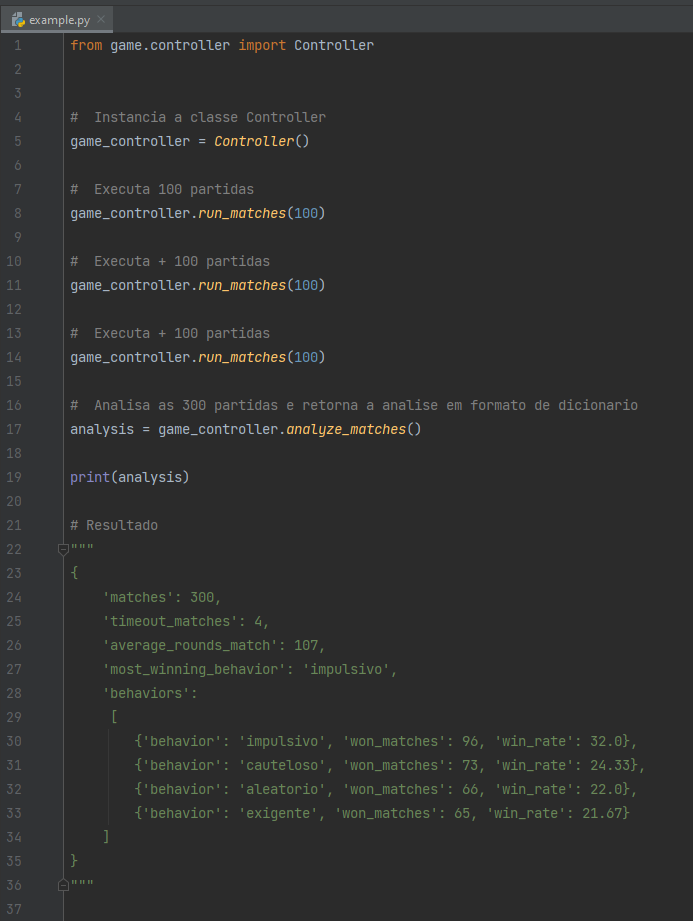 example.py
1 from game.controller import Controller
2
3
4 #  Instancia a classe Controller
5 game_controller = Controller()
6
7 #  Executa 100 partidas
8 game_controller.run_matches(100)
9
10 #  Executa + 100 partidas
11 game_controller.run_matches(100)
12
13 #  Executa + 100 partidas
14 game_controller.run_matches(100)
15
16 #  Analisa as 300 partidas e retorna a analise em formato de dicionario
17 analysis = game_controller.analyze_matches()
18
19 print(analysis)
20
21 # Resultado
22 """
23 {
24     'matches': 300,
25     'timeout_matches': 4,
26     'average_rounds_match': 107,
27     'most_winning_behavior': 'impulsivo',
28     'behaviors':
29      [
30         {'behavior': 'impulsivo', 'won_matches': 96, 'win_rate': 32.0},
31         {'behavior': 'cauteloso', 'won_matches': 73, 'win_rate': 24.33},
32         {'behavior': 'aleatorio', 'won_matches': 66, 'win_rate': 22.0},
33         {'behavior': 'exigente', 'won_matches': 65, 'win_rate': 21.67}
34     ]
35 }
36 """
37